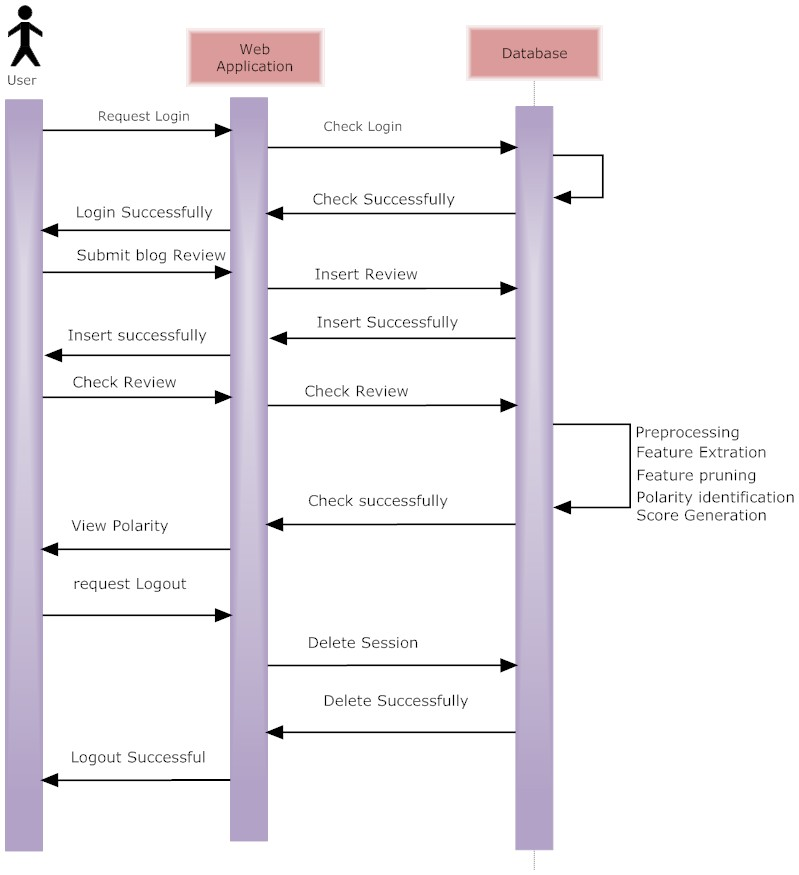 User
Web
Application
Database
Request Login
Check Login
Check Successfully
Login Successfully
Submit blog Review
Insert Review
Insert Successfully
Insert successfully
Check Review
Check Review
Preprocessing
Feature Extration
Feature pruning
Polarity identification
Score Generation
Check successfully
View Polarity
request Logout
Delete Session
Delete Successfully
Logout Successful